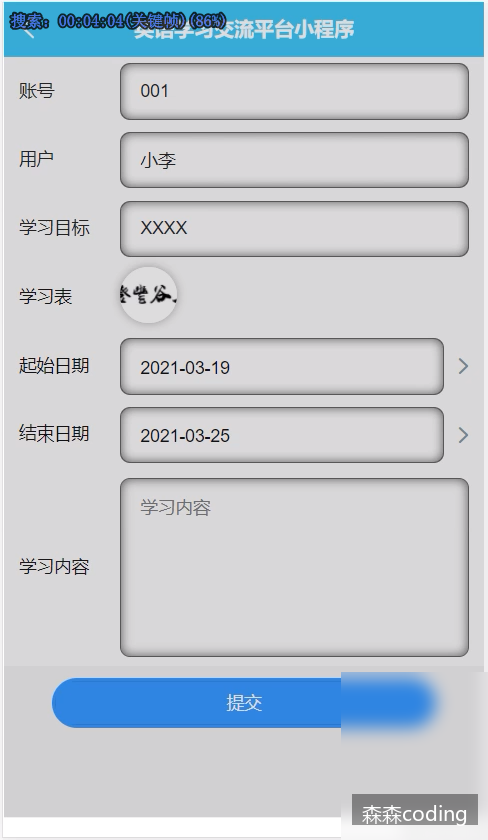 搜索: 00:04:04(关键帧)(86%)
英语学习交流平台小程序
账号
001
用户
小李
学习目标
XXXX
学习表
起始日期
2021-03-19
结束日期
2021-03-25
学习内容
学习内容
提交
森森coding